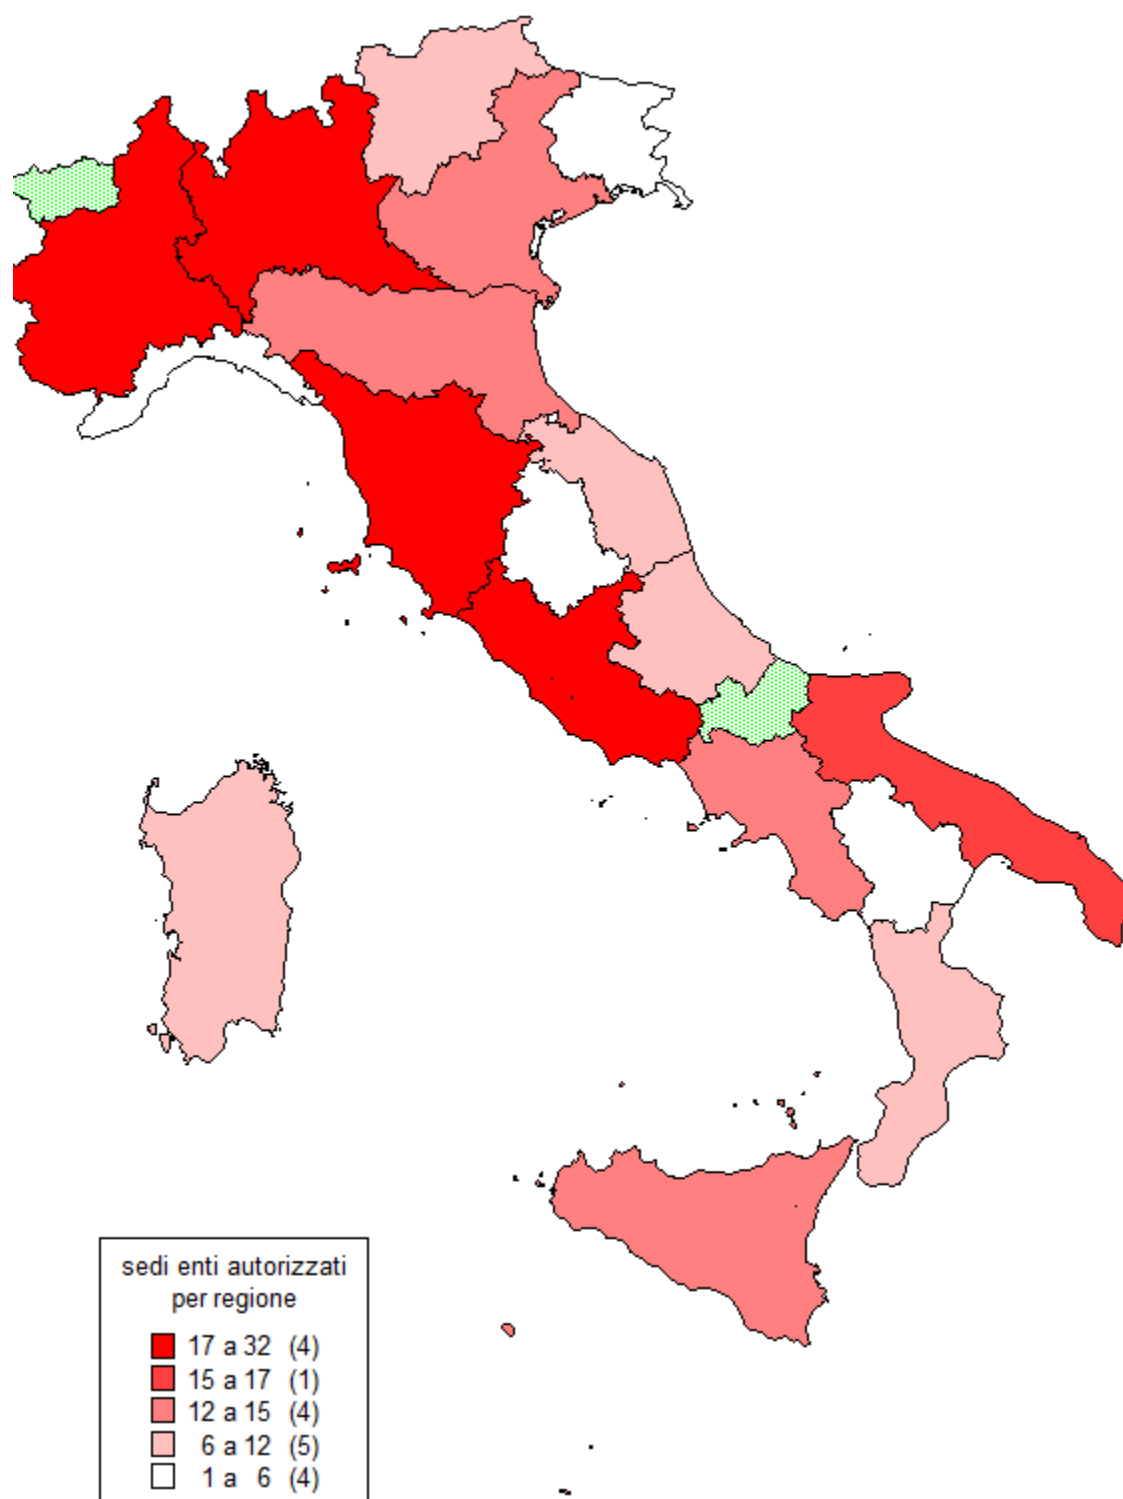 sedi enti autorizzati
per regione
17 a 32 (4)
15 a 17 (1)
12 a 15 (4)
6 a 12 (5)
1 a 6 (4)